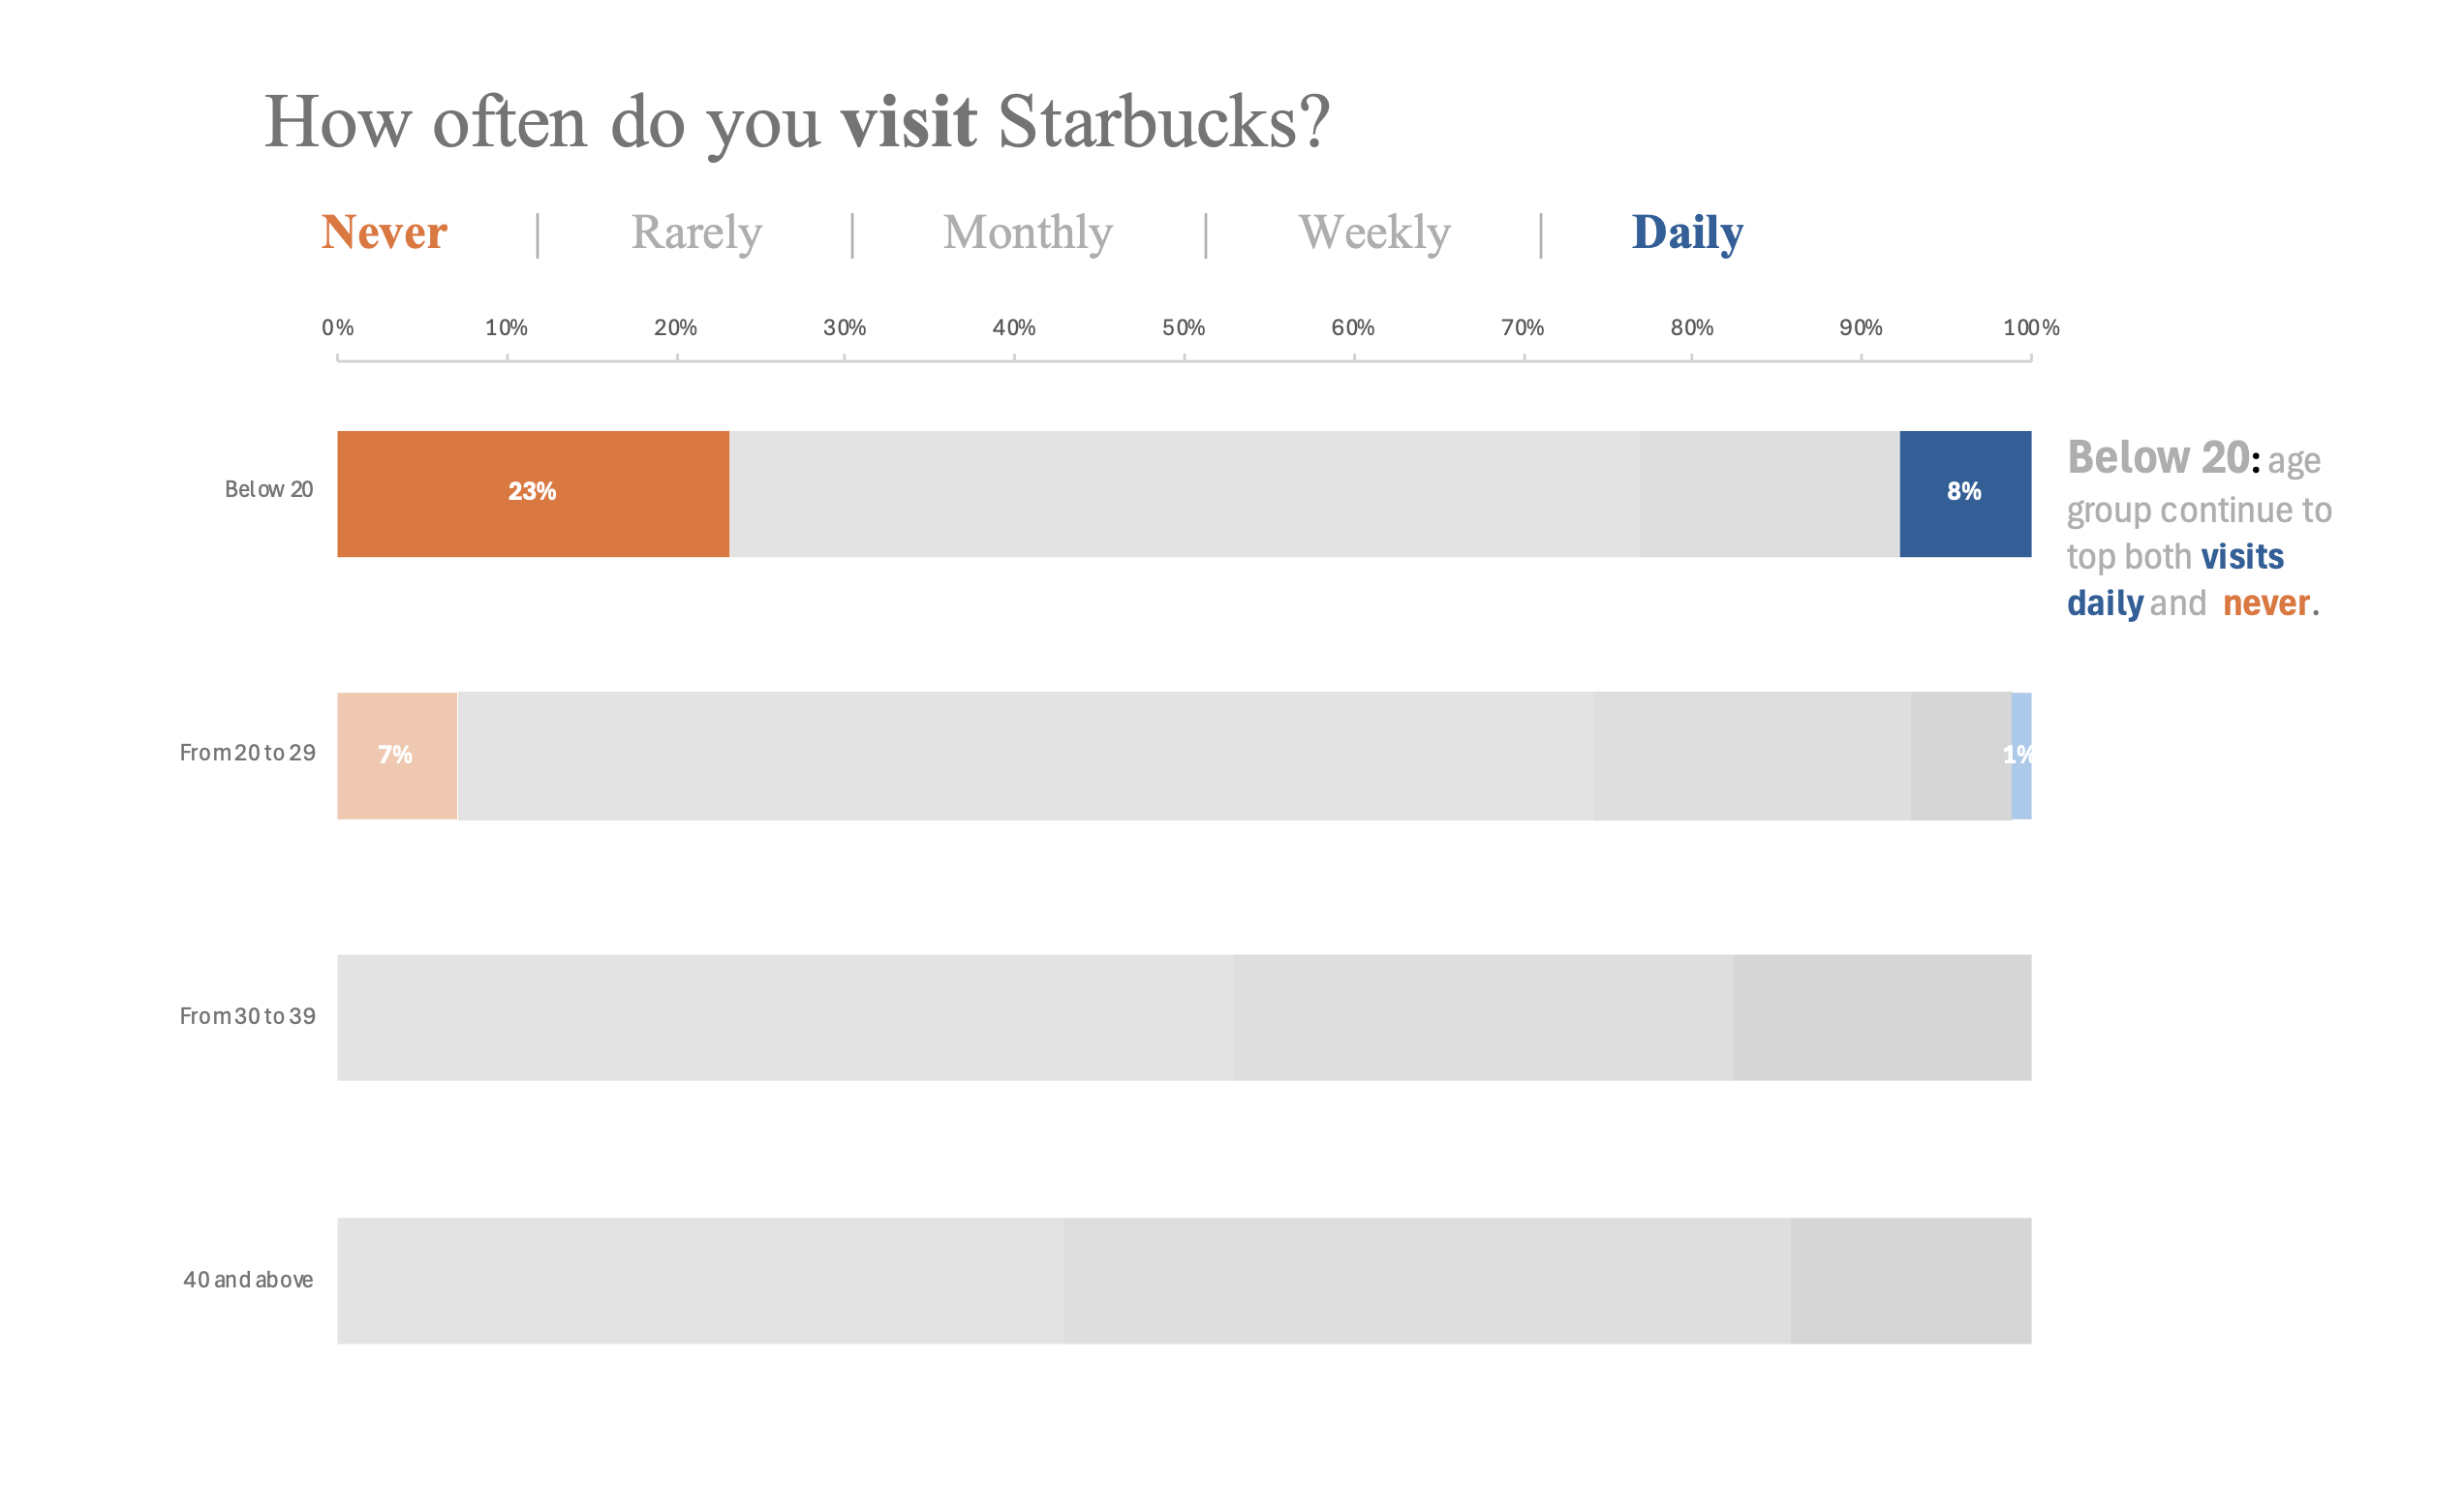 How often do you visit Starbucks?
Never | Rarely | Monthly | Weekly | Daily
0% 10% 20% 30% 40% 50% 60% 70% 80% 90% 100%
Below 20 23% 8%
Below 20: age
group continue to
top both visits
daily and never.
From 20 to 29 7% 1%
From 30 to 39
40 and above